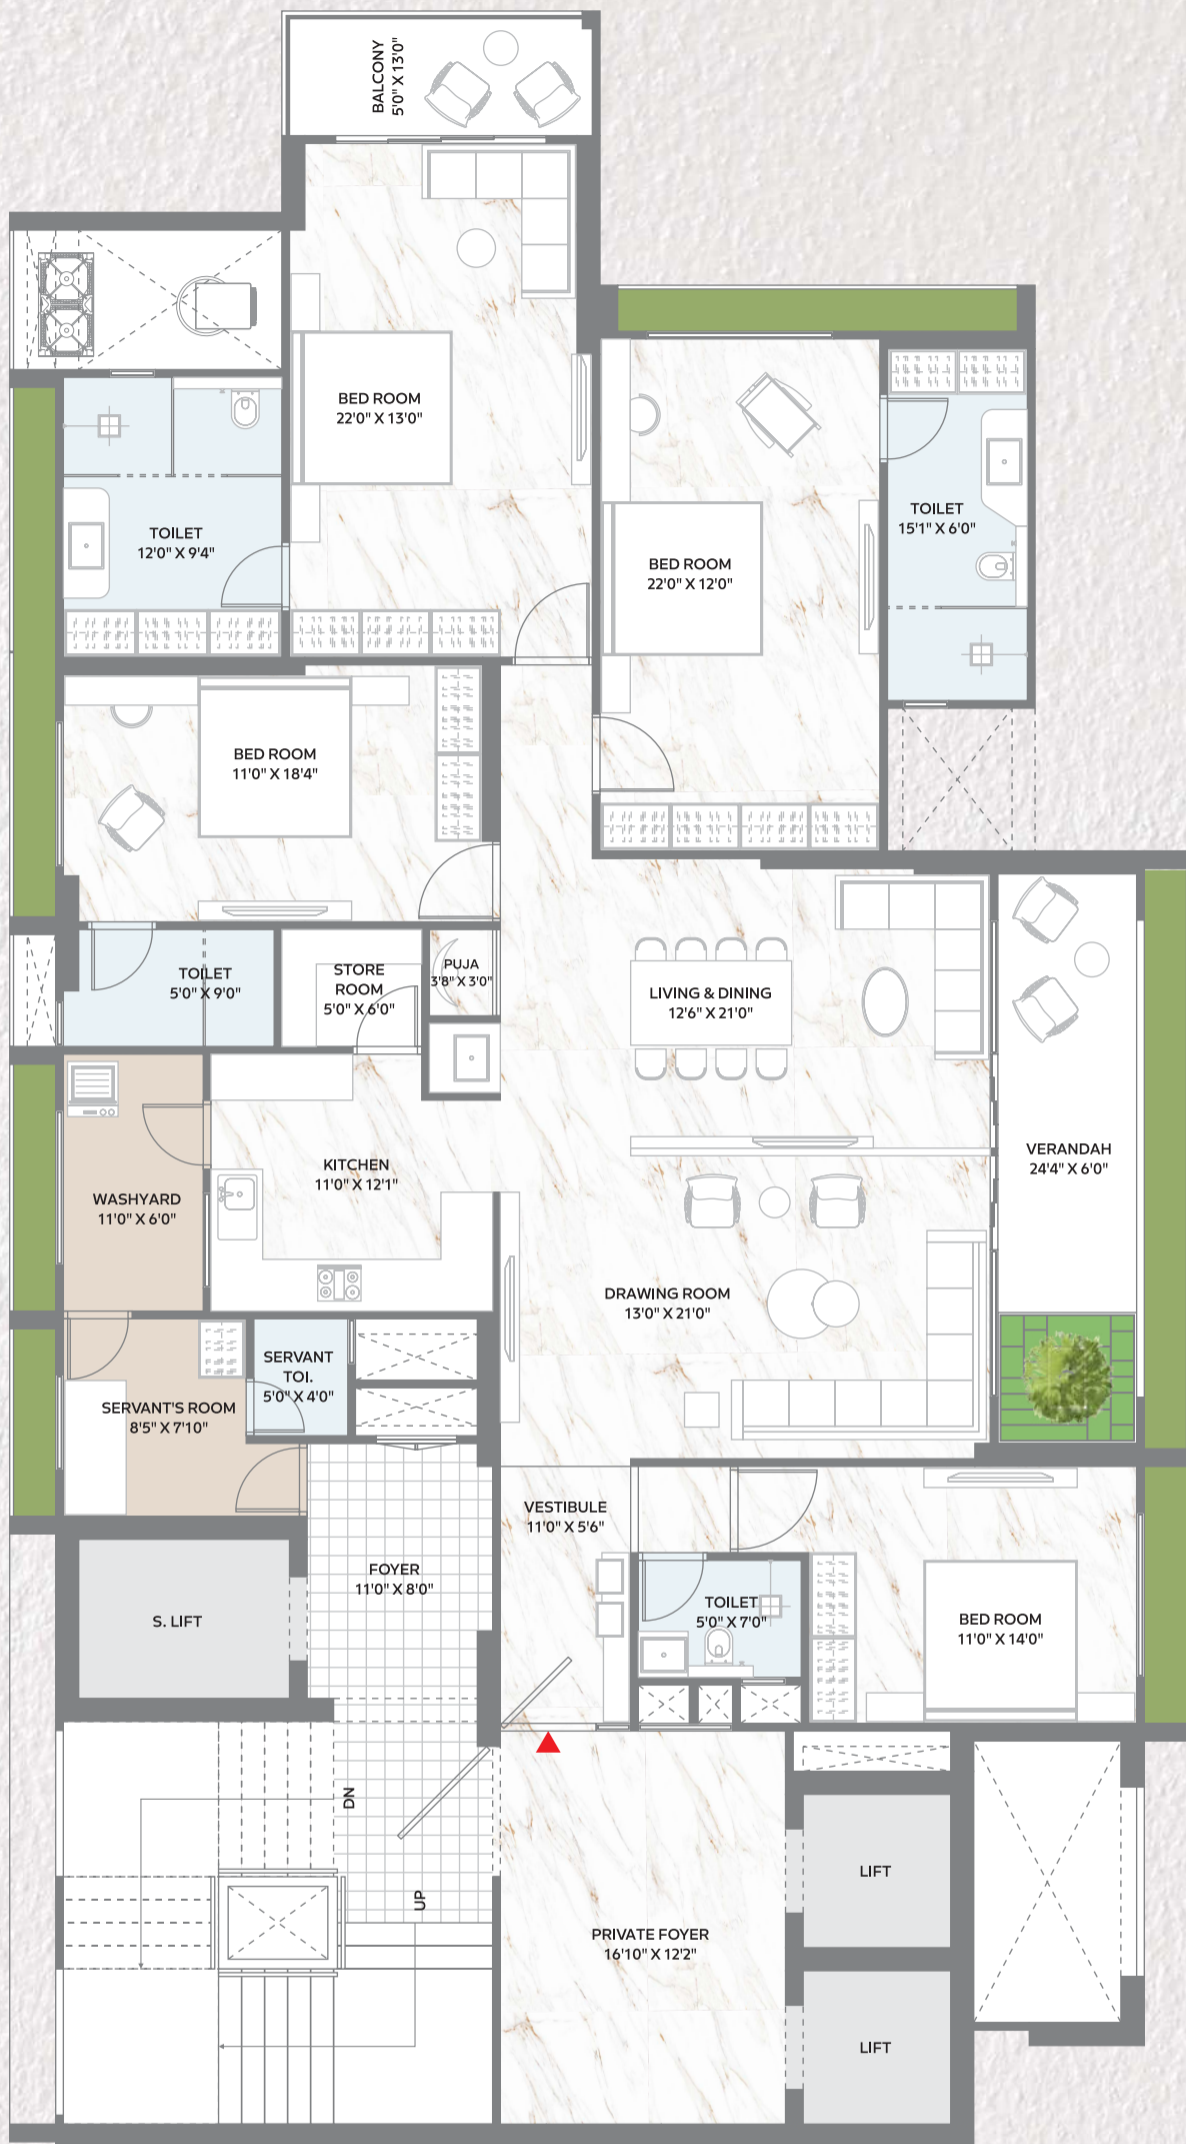 BALCONY
5'0" X 13'0"
BED ROOM
22'0" X 13'0"
TOILET
12'0" X 9'4"
BED ROOM
22'0" X 12'0"
TOILET
15'1" X 6'0"
BED ROOM
11'0" X 18'4"
TOILET
5'0" X 9'0"
STORE
ROOM
5'0" X 6'0"
PUJA
3'8" X 3'0"
LIVING & DINING
12'6" X 21'0"
VERANDAH
24'4" X 6'0"
KITCHEN
11'0" X 12'1"
WASHYARD
11'0" X 6'0"
DRAWING ROOM
13'0" X 21'0"
SERVANT
TOI.
5'0" X 4'0"
SERVANT'S ROOM
8'5" X 7'10"
VESTIBULE
11'0" X 5'6"
FOYER
11'0" X 8'0"
S. LIFT
TOILET
5'0" X 7'0"
BED ROOM
11'0" X 14'0"
DN
UP
LIFT
PRIVATE FOYER
16'10" X 12'2"
LIFT